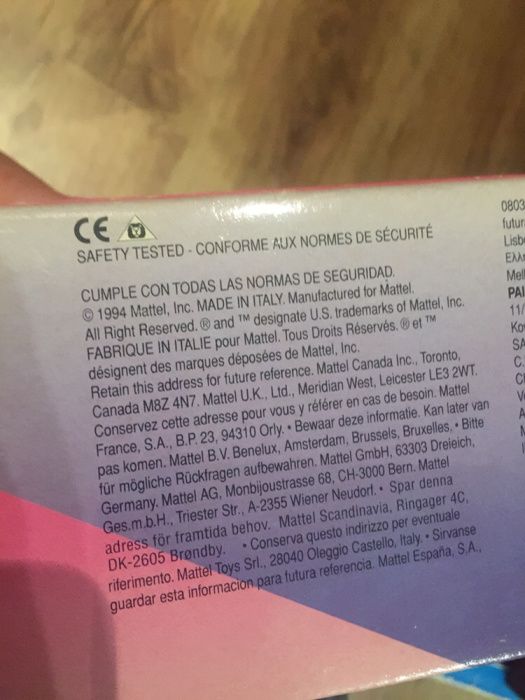 CE
SAFETY TESTED - CONFORME AUX NORMES DE SÉCURITÉ
CUMPLE CON TODAS LAS NORMAS DE SEGURIDAD.
© 1994 Mattel, Inc. MADE IN ITALY. Manufactured for Mattel.
All Right Reserved. ® and ™ designate U.S. trademarks of Mattel, Inc.
FABRIQUE IN ITALIE pour Mattel. Tous Droits Réservés. ® et ™
désignent des marques déposées de Mattel, Inc.
Retain this address for future reference. Mattel Canada Inc., Toronto,
Canada M8Z 4N7. Mattel U.K., Ltd., Meridian West, Leicester LE3 2WT.
Conservez cette adresse pour vous y référer en cas de besoin. Mattel
France, S.A., B.P. 23, 94310 Orly. • Bewaar deze informatie. Kan later van
pas komen. Mattel B.V. Benelux, Amsterdam, Brussels, Bruxelles. • Bitte
für mögliche Rückfragen aufbewahren. Mattel GmbH, 63303 Dreieich,
Germany, Mattel AG, Monbijoustrasse 68, CH-3000 Bern. Mattel
Ges.m.b.H., Triester Str., A-2355 Wiener Neudorf. • Spar denna
adress för framtida behov. Mattel Scandinavia, Ringager 4C,
DK-2605 Brøndby. • Conserva questo indirizzo per eventuale
riferimento. Mattel Toys Srl., 28040 Oleggio Castello, Italy. • Sirvanse
guardar esta informacion para futura referencia. Mattel España, S.A.,
0803
futur
Lisb
Mell
PAI
11/
Ko
SA
C.